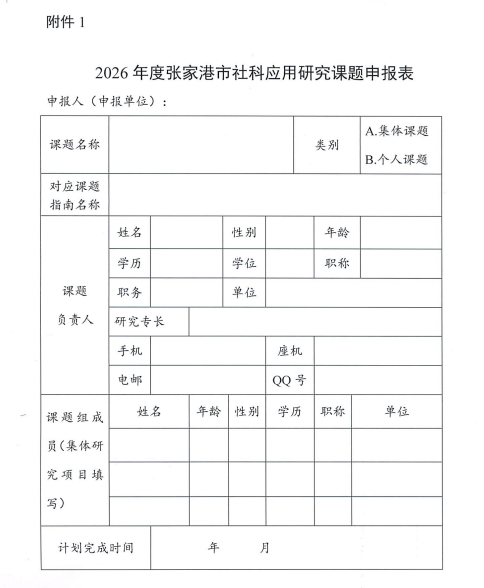 附件 1
2026 年度张家港市社科应用研究课题申报表
申报人（申报单位）:
课题名称 类别 A.集体课题
B.个人课题
对应课题
指南名称
课题
负责人
姓名 性别 年龄
学历 学位 职称
职务 单位
研究专长
手机 座机
电邮 QQ 号
课题组成
员(集体研
究项目填
写)
姓名 年龄 性别 学历 职称 单位
计划完成时间 年 月